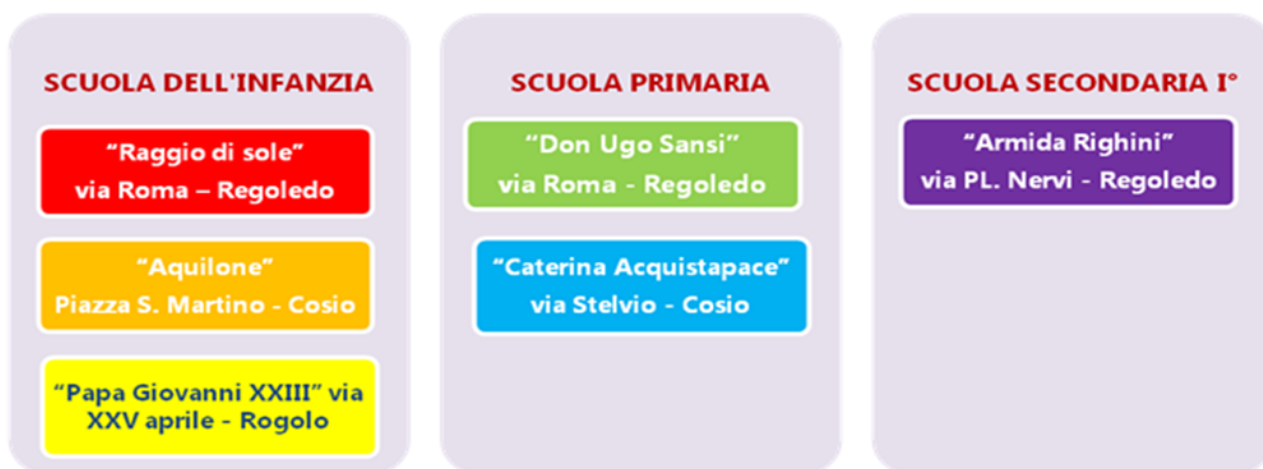 SCUOLA DELL'INFANZIA
“Raggio di sole”
via Roma – Regoledo
“Aquilone”
Piazza S. Martino - Cosio
“Papa Giovanni XXIII” via
XXV aprile - Rogolo
SCUOLA PRIMARIA
“Don Ugo Sansi”
via Roma - Regoledo
“Caterina Acquistapace”
via Stelvio - Cosio
SCUOLA SECONDARIA I°
“Armida Righini”
via PL. Nervi - Regoledo